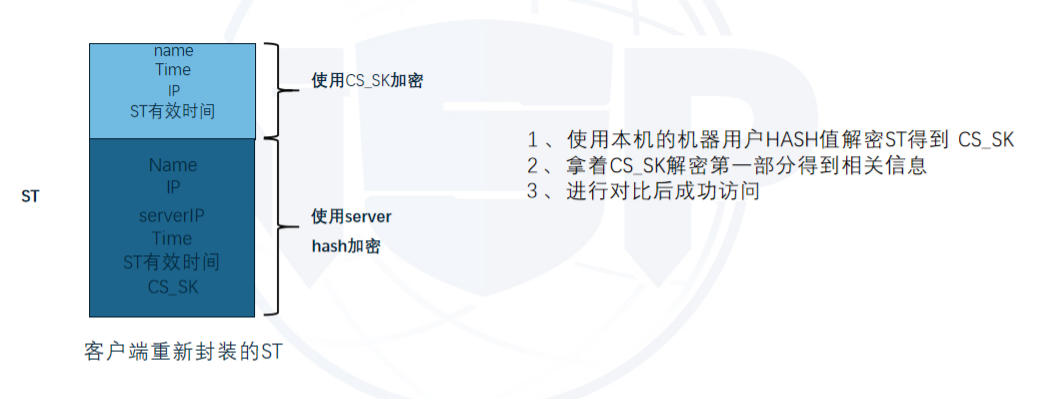 name
Time
IP
ST有效时间
使用CS_SK加密
Name
IP
serverIP
Time
ST有效时间
CS_SK
使用server
hash加密
ST
客户端重新封装的ST
1、使用本机的机器用户HASH值解密ST得到 CS_SK
2、拿着CS_SK解密第一部分得到相关信息
3、进行对比后成功访问